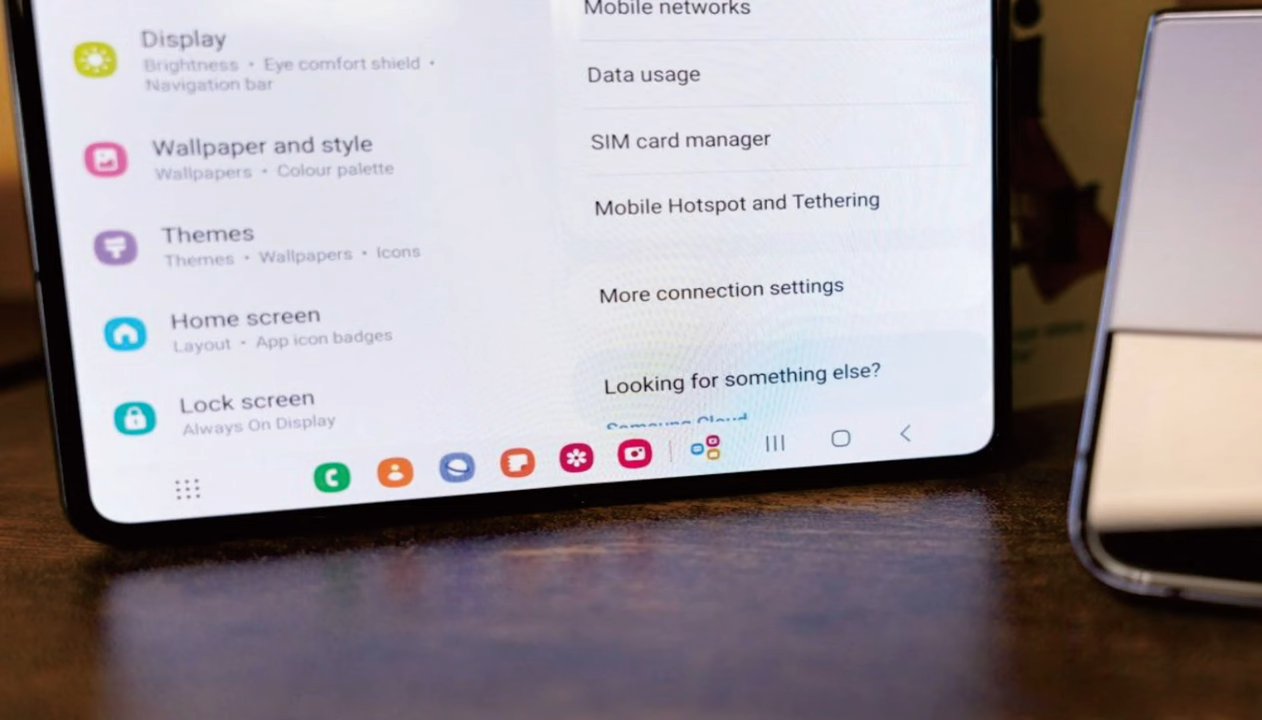 Display
Brightness • Eye comfort shield •
Navigation bar
Wallpaper and style
Wallpapers • Colour palette
Themes
Themes • Wallpapers • Icons
Home screen
Layout • App icon badges
Lock screen
Always On Display
Mobile networks
Data usage
SIM card manager
Mobile Hotspot and Tethering
More connection settings
Looking for something else?
Samsung Cloud